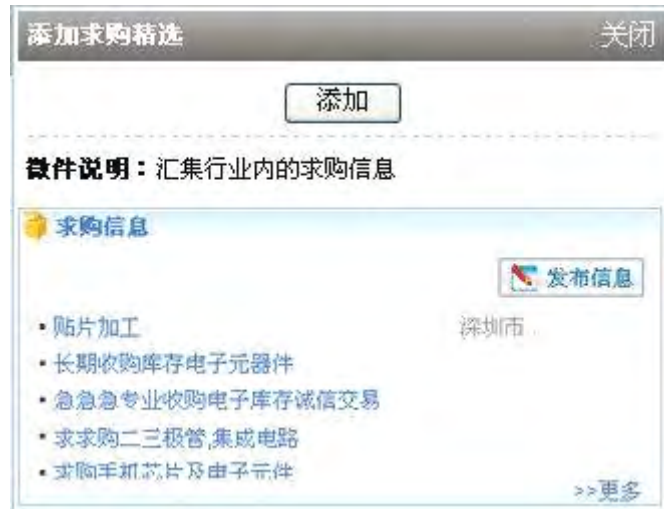 添加求购精选 关闭
添加
微件说明：汇集行业内的求购信息
求购信息
发布信息
贴片加工 深圳市...
长期收购库存电子元器件
急急急专业收购电子库存诚信交易
求求购二三极管,集成电路
求购手机芯片及电子元件
>>更多